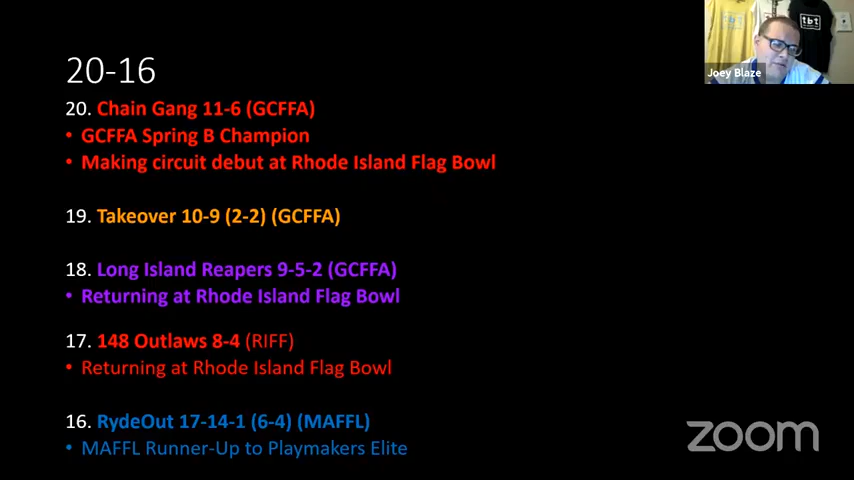 tbt
tbt
Joey Blaze
20-16
20. Chain Gang 11-6 (GCFFA)
• GCFFA Spring B Champion
• Making circuit debut at Rhode Island Flag Bowl
19. Takeover 10-9 (2-2) (GCFFA)
18. Long Island Reapers 9-5-2 (GCFFA)
• Returning at Rhode Island Flag Bowl
17. 148 Outlaws 8-4 (RIFF)
• Returning at Rhode Island Flag Bowl
16. RydeOut 17-14-1 (6-4) (MAFFL)
• MAFFL Runner-Up to Playmakers Elite
zoom